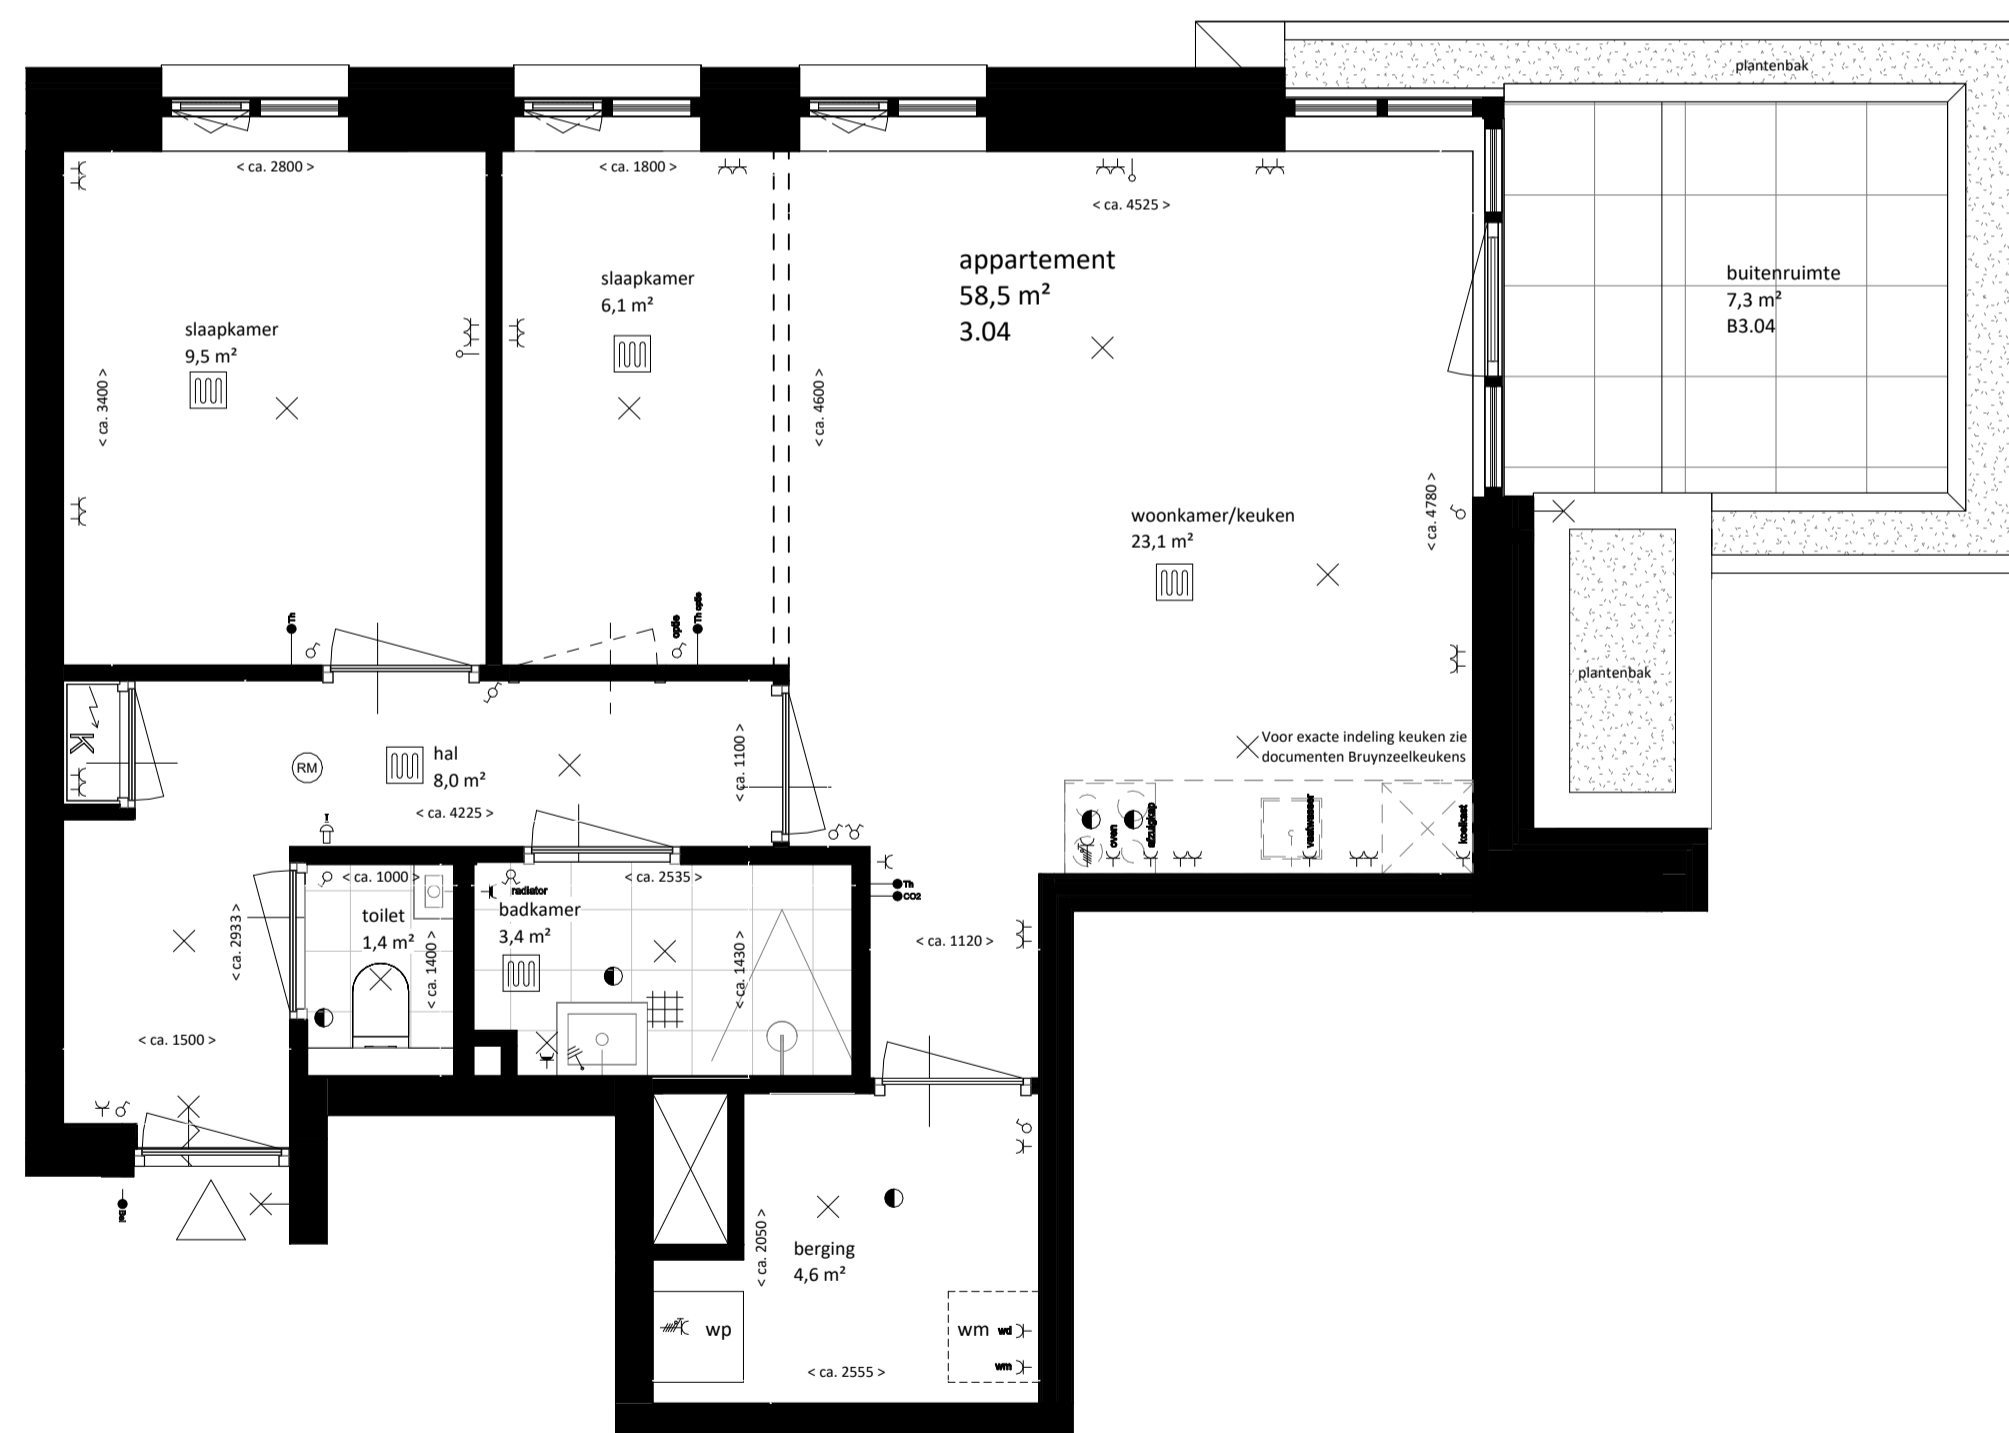 plantenbak
< ca. 2800 >
< ca. 1800 >
< ca. 4525 >
appartement
58,5 m²
3.04
buitenruimte
7,3 m²
B3.04
slaapkamer
6,1 m²
slaapkamer
9,5 m²
< ca. 3400 >
< ca. 4600 >
< ca. 4780 >
woonkamer/keuken
23,1 m²
Th
optie
Th optie
plantenbak
K
RM
hal
8,0 m²
< ca. 4225 >
< ca. 1100 >
Voor exacte indeling keuken zie
documenten Bruynzeelkeukens
oven
afzuigkap
vaatwasser
koelkast
< ca. 1000 >
toilet
1,4 m²
< ca. 1400 >
radiator
badkamer
3,4 m²
< ca. 2535 >
< ca. 1430 >
Th
CO2
< ca. 1120 >
< ca. 2933 >
< ca. 1500 >
Bel
< ca. 2050 >
berging
4,6 m²
wp
wm
wd
wm
< ca. 2555 >